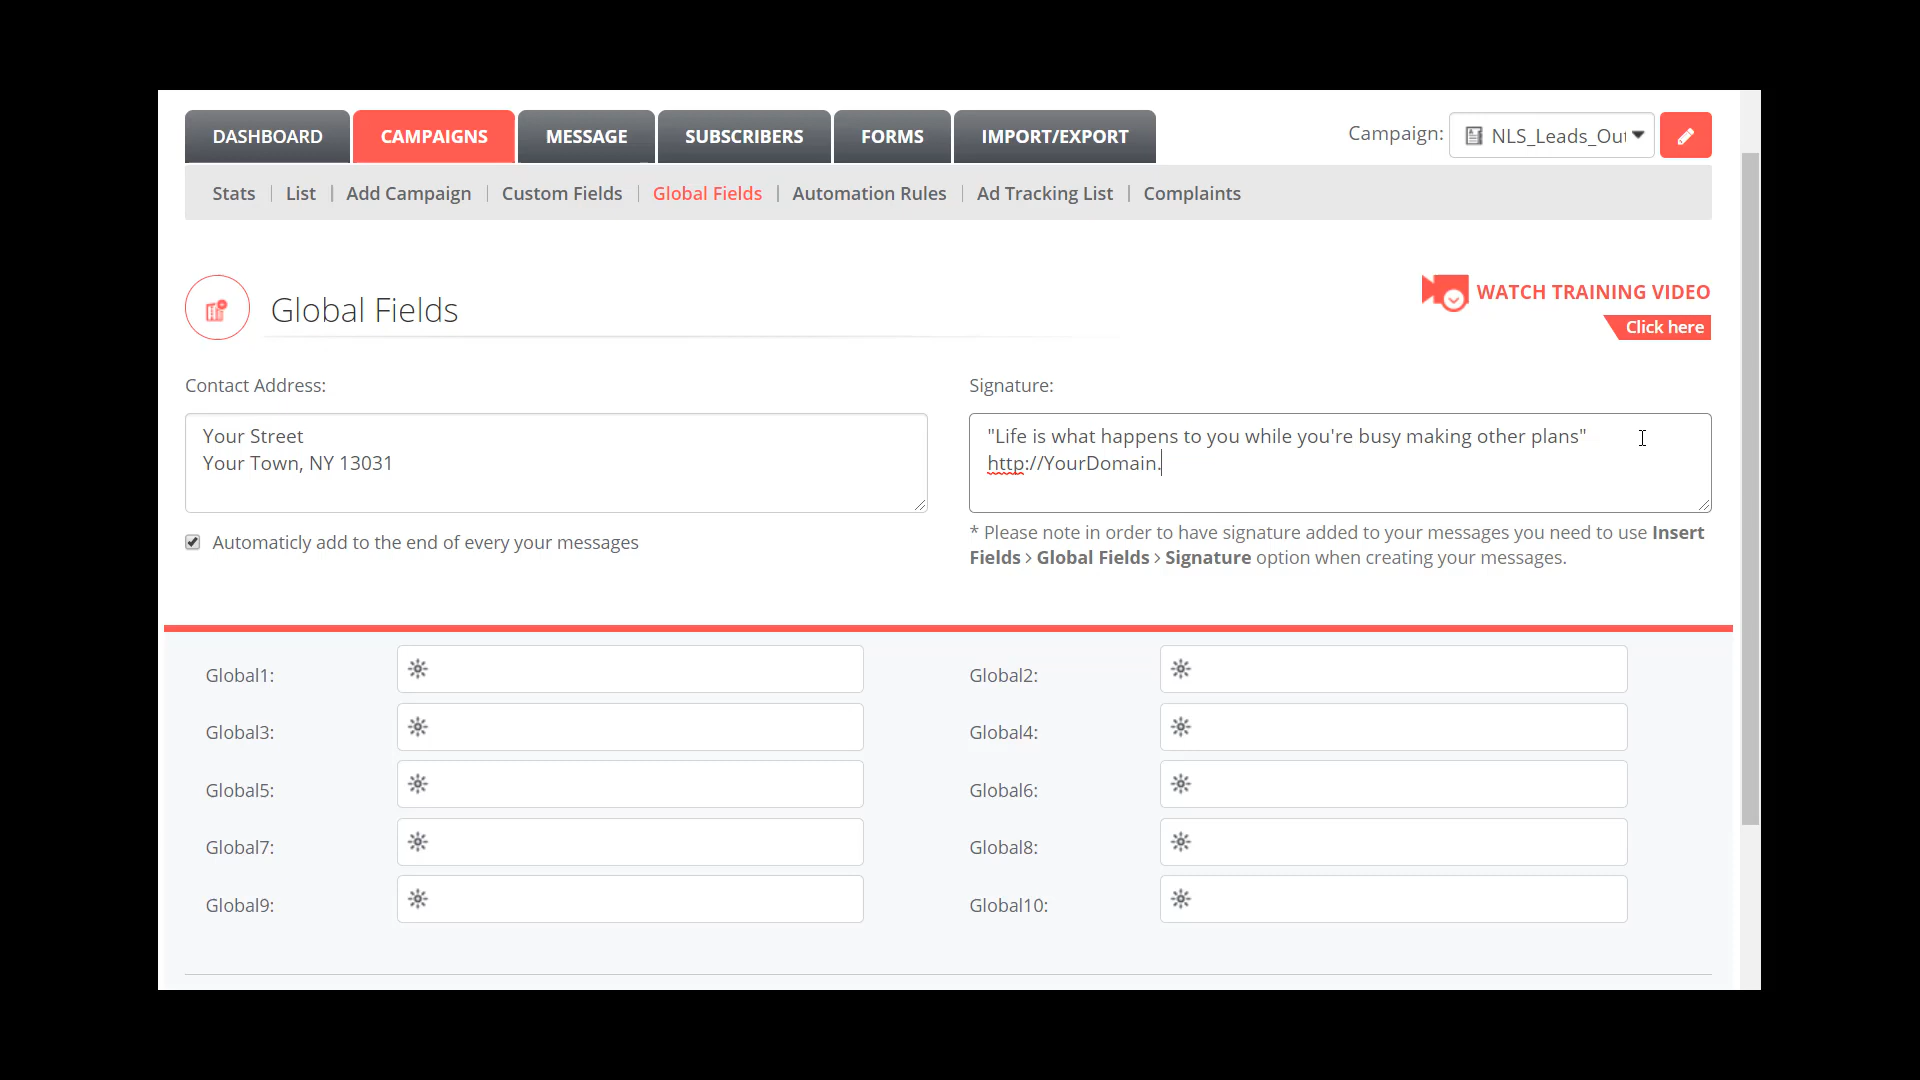 DASHBOARD CAMPAIGNS MESSAGE SUBSCRIBERS FORMS IMPORT/EXPORT Campaign: NLS_Leads_Ou
Stats | List | Add Campaign | Custom Fields | Global Fields | Automation Rules | Ad Tracking List | Complaints
Global Fields
WATCH TRAINING VIDEO
Click here
Contact Address:
Your Street
Your Town, NY 13031
Automaticly add to the end of every your messages
Signature:
"Life is what happens to you while you're busy making other plans"
http://YourDomain.
* Please note in order to have signature added to your messages you need to use Insert
Fields > Global Fields > Signature option when creating your messages.
Global1: Global2:
Global3: Global4:
Global5: Global6:
Global7: Global8:
Global9: Global10: